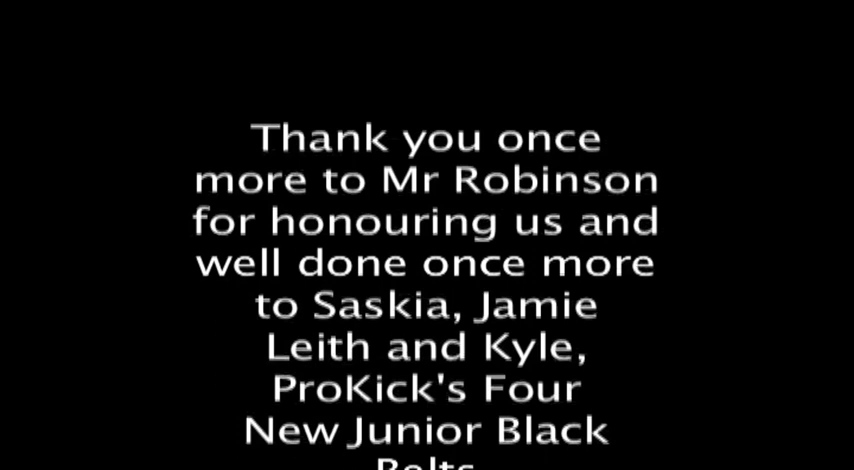 Thank you once
more to Mr Robinson
for honouring us and
well done once more
to Saskia, Jamie
Leith and Kyle,
ProKick's Four
New Junior Black
Belts